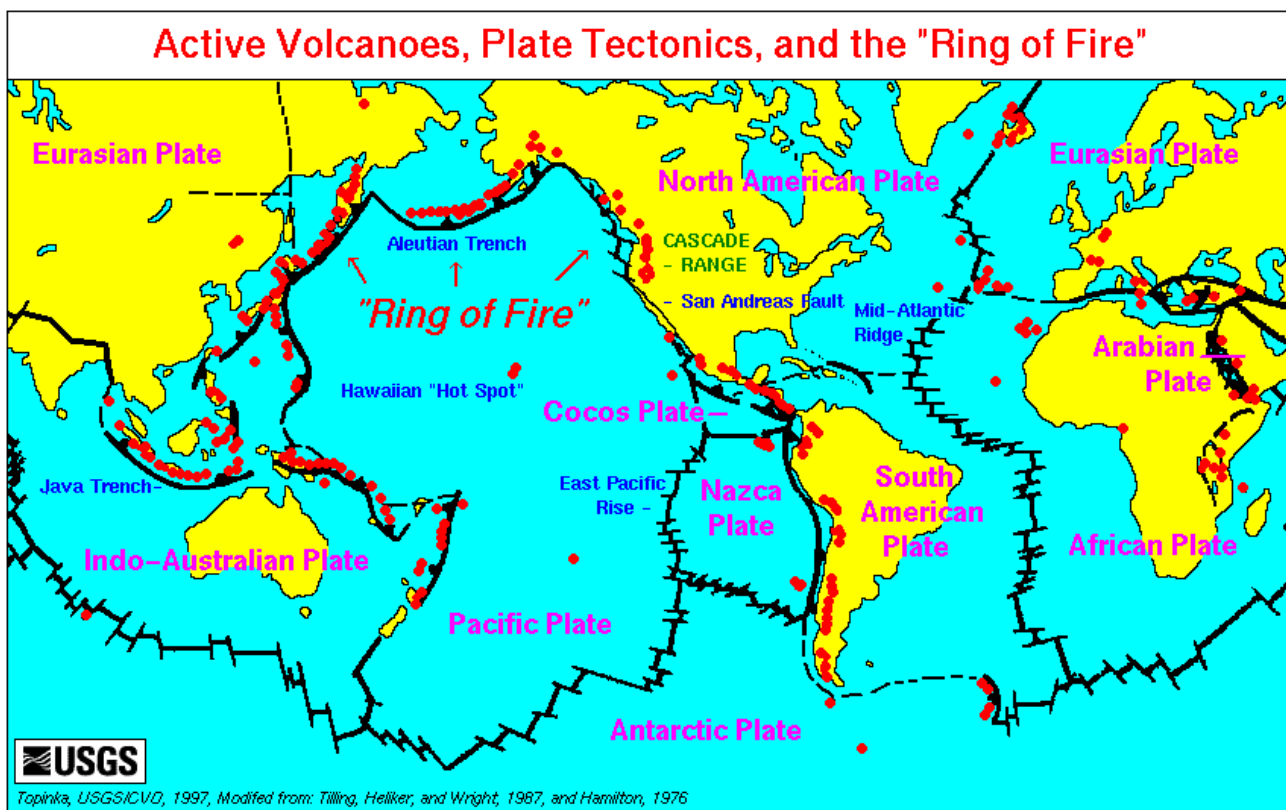 Active Volcanoes, Plate Tectonics, and the "Ring of Fire"
Eurasian Plate
North American Plate
Eurasian Plate
Aleutian Trench
CASCADE
- RANGE
"Ring of Fire"
- San Andreas Fault
Mid-Atlantic
Ridge
Arabian
Plate
Hawaiian "Hot Spot"
Cocos Plate
Java Trench-
East Pacific
Rise -
Nazca
Plate
South
American
Plate
Indo-Australian Plate
African Plate
Pacific Plate
Antarctic Plate
USGS
Topinka, USGS/CVO, 1997, Modifed from: Tilling, Heliker, and Wright, 1987, and Hamilton, 1976